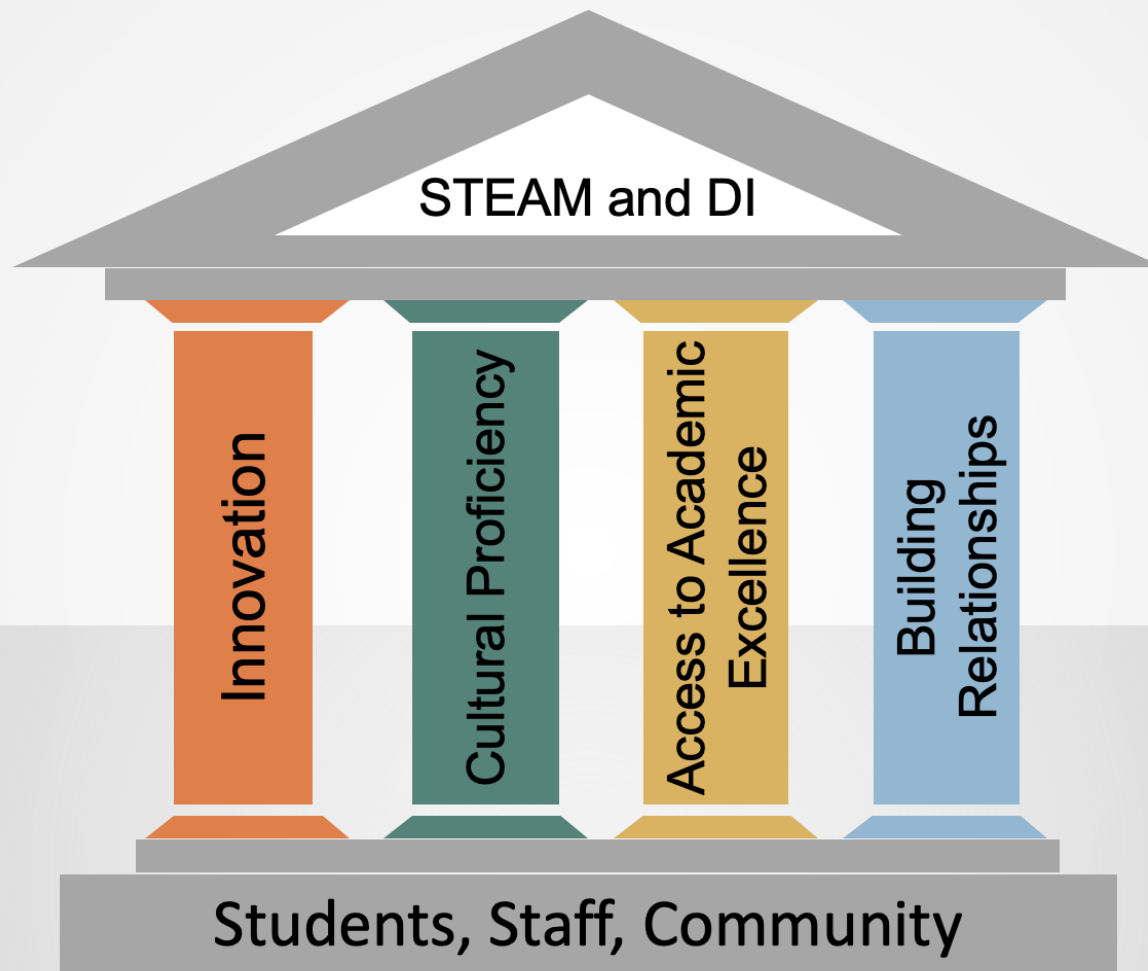 STEAM and DI
Innovation
Cultural Proficiency
Access to Academic
Excellence
Building
Relationships
Students, Staff, Community